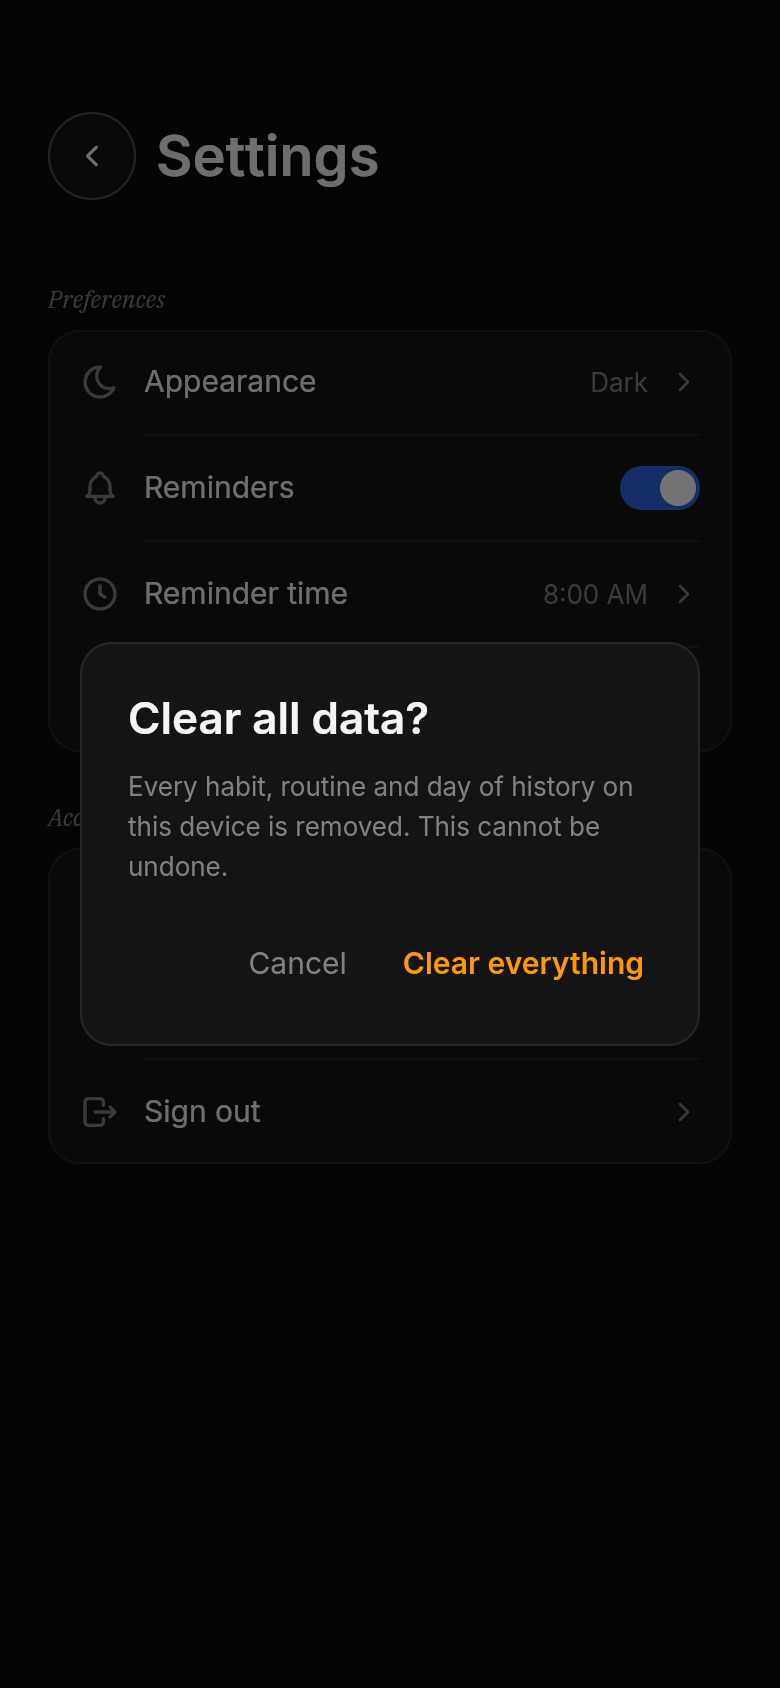 Settings
Preferences
Appearance
Dark
Reminders
Reminder time
8:00 AM
Clear all data?
Every habit, routine and day of history on
this device is removed. This cannot be
undone.
Cancel
Clear everything
Sign out